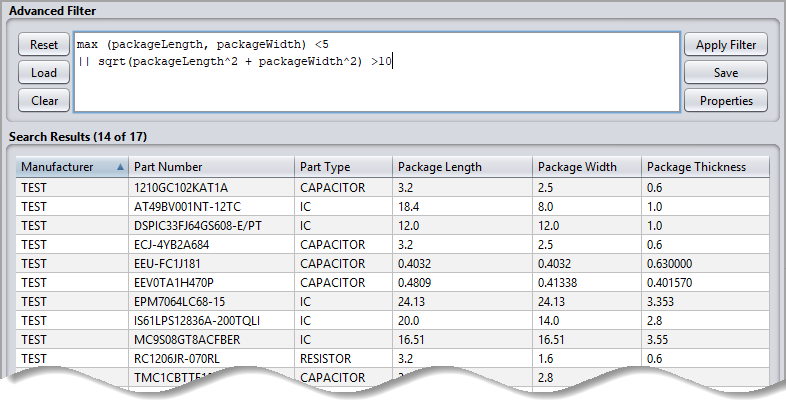 Advanced Filter
Reset
Load
Clear
max (packageLength, packageWidth) <5
|| sqrt(packageLength^2 + packageWidth^2) >10
Apply Filter
Save
Properties
Search Results (14 of 17)
Manufacturer Part Number Part Type Package Length Package Width Package Thickness
TEST 1210GC102KAT1A CAPACITOR 3.2 2.5 0.6
TEST AT49BV001NT-12TC IC 18.4 8.0 1.0
TEST DSPIC33FJ64GS608-E/PT IC 12.0 12.0 1.0
TEST ECJ-4YB2A684 CAPACITOR 3.2 2.5 0.6
TEST EEU-FC1J181 CAPACITOR 0.4032 0.4032 0.630000
TEST EEV0TA1H470P CAPACITOR 0.4809 0.41338 0.401570
TEST EPM7064LC68-15 IC 24.13 24.13 3.353
TEST IS61LPS12836A-200TQLI IC 20.0 14.0 2.8
TEST MC9S08GT8ACFBER IC 16.51 16.51 3.55
TEST RC1206JR-070RL RESISTOR 3.2 1.6 0.6
CAPACITOR 2.8